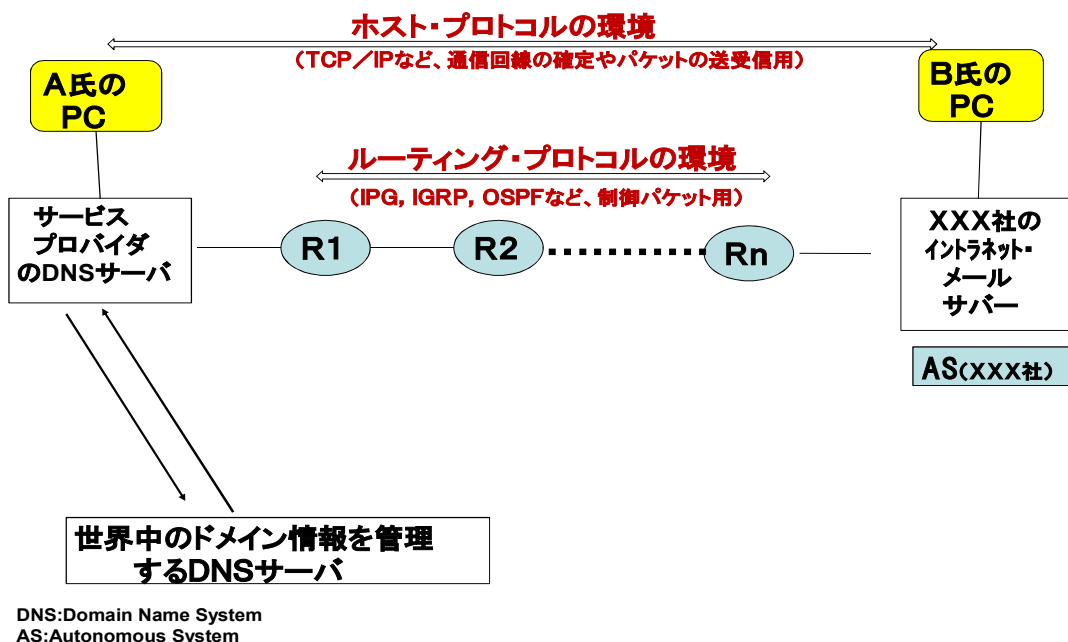 ホスト・プロトコルの環境
（TCP／IPなど、通信回線の確定やパケットの送受信用）
A氏の
PC
B氏の
PC
ルーティング・プロトコルの環境
（IPG, IGRP, OSPFなど、制御パケット用）
サービス
プロバイダ
のDNSサーバ
R1
R2
Rn
XXX社の
イントラネット・
メール
サバー
AS（XXX社）
世界中のドメイン情報を管理
するDNSサーバ
DNS:Domain Name System
AS:Autonomous System